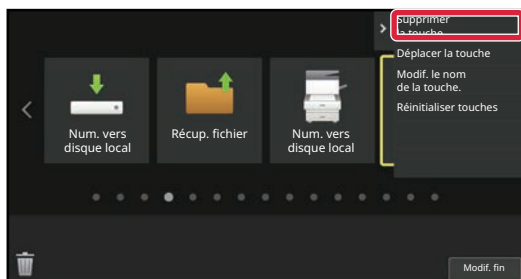 Supprimer
la touche
Déplacer la touche
Modif. le nom
de la touche.
Réinitialiser touches
Num. vers
disque local
Récup. fichier
Num. vers
disque local
Modif. fin